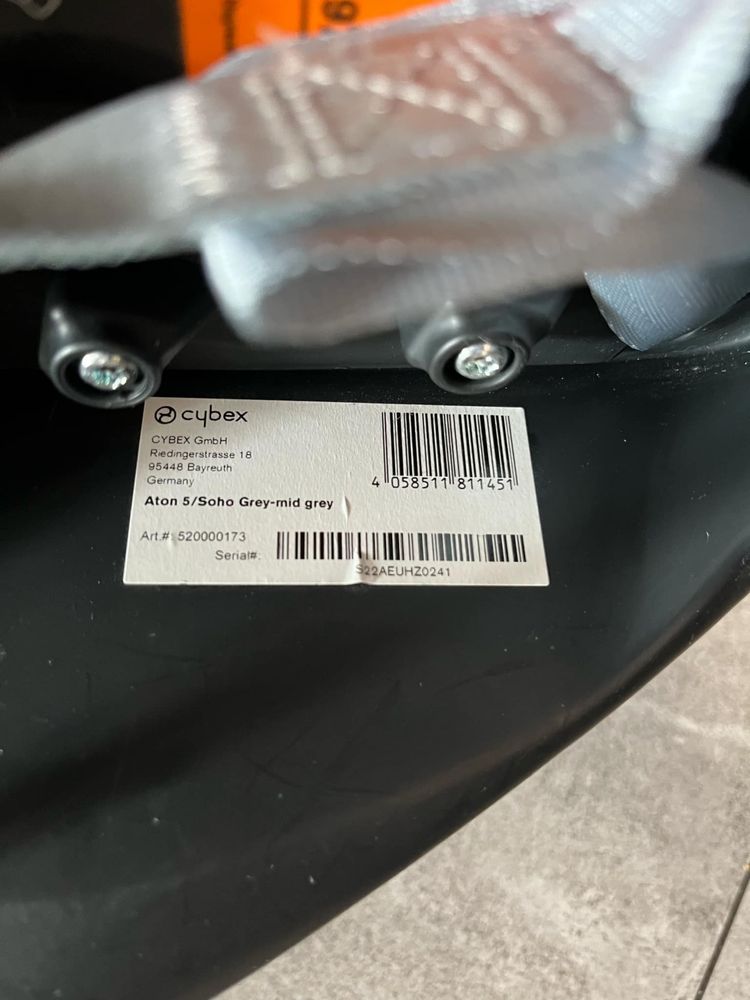 cybex
CYBEX GmbH
Riedingerstrasse 18
95448 Bayreuth
Germany
4 058511 811451
Aton 5/Soho Grey-mid grey
Art.#: 520000173
Serial#:
S22AEUHZ0241